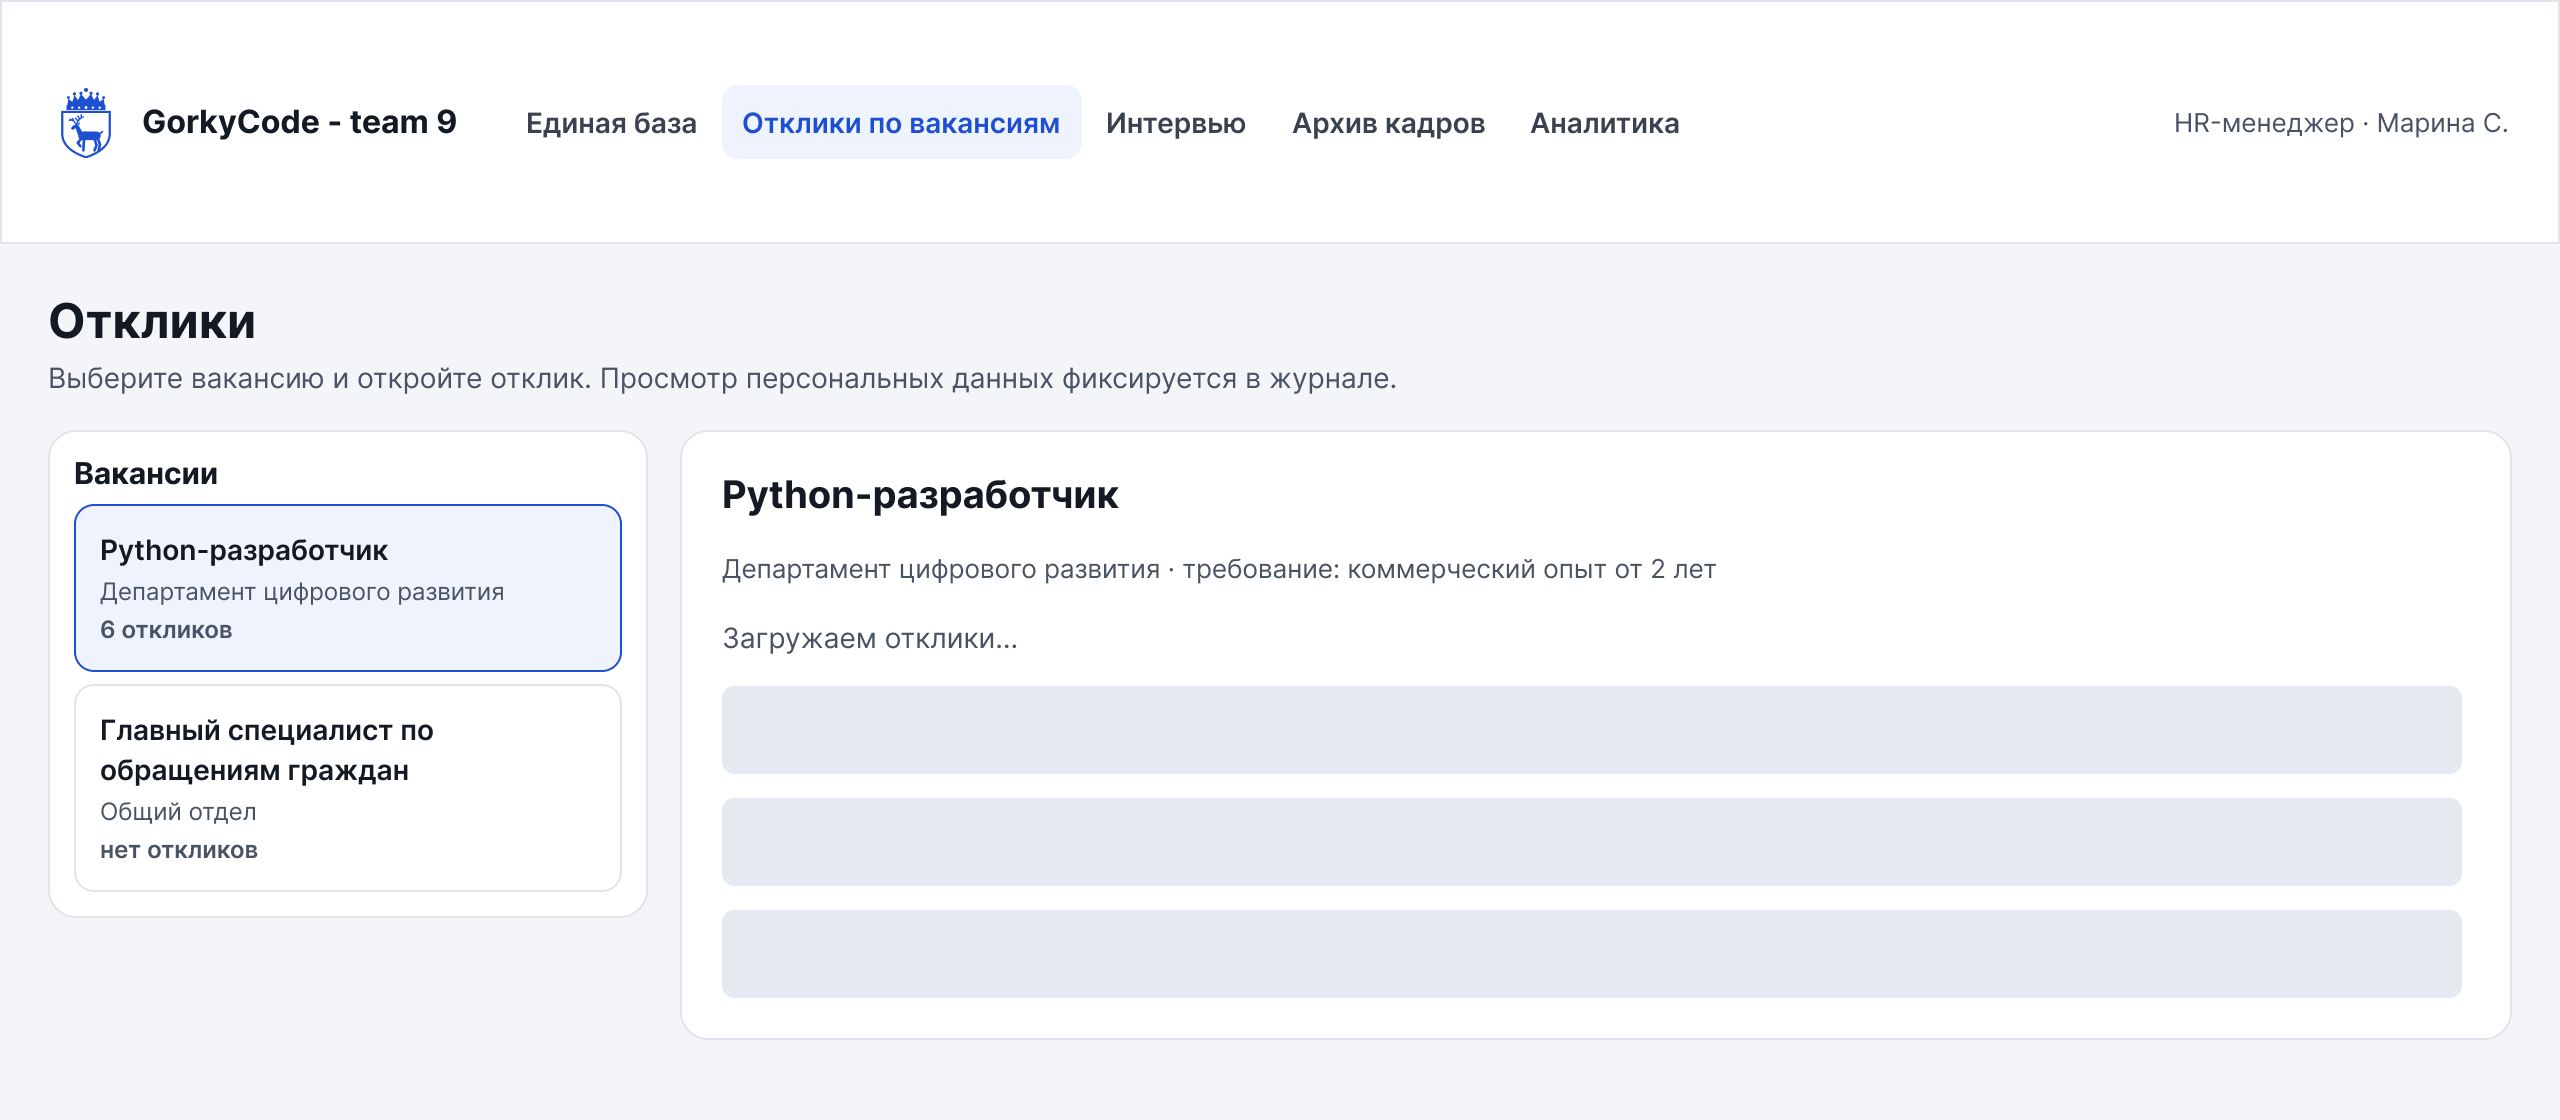 GorkyCode - team 9
Единая база
Отклики по вакансиям
Интервью
Архив кадров
Аналитика
HR-менеджер · Марина С.
Отклики
Выберите вакансию и откройте отклик. Просмотр персональных данных фиксируется в журнале.
Вакансии
Python-разработчик
Департамент цифрового развития
6 откликов
Главный специалист по
обращениям граждан
Общий отдел
нет откликов
Python-разработчик
Департамент цифрового развития · требование: коммерческий опыт от 2 лет
Загружаем отклики...